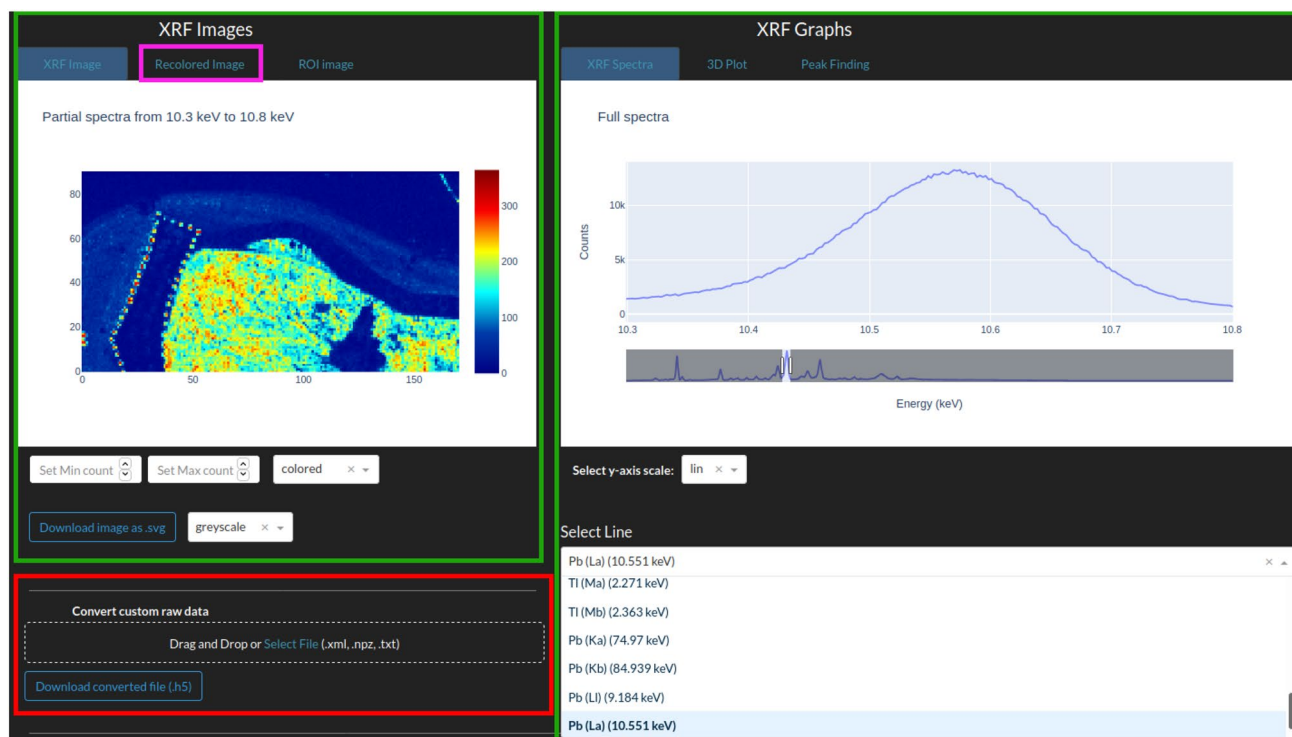 XRF Images
XRF Image
Recolored Image
ROI image
Partial spectra from 10.3 keV to 10.8 keV
80
60
40
20
0
0
50
100
150
300
200
100
0
Set Min count
Set Max count
colored
Download image as .svg
greyscale
Convert custom raw data
Drag and Drop or Select File (.xml, .npz, .txt)
Download converted file (.h5)
XRF Graphs
XRF Spectra
3D Plot
Peak Finding
Full spectra
Counts
10k
5k
0
10.3
10.4
10.5
10.6
10.7
10.8
Energy (keV)
Select y-axis scale:
lin
Select Line
Pb (La) (10.551 keV)
Tl (Ma) (2.271 keV)
Tl (Mb) (2.363 keV)
Pb (Ka) (74.97 keV)
Pb (Kb) (84.939 keV)
Pb (Ll) (9.184 keV)
Pb (La) (10.551 keV)